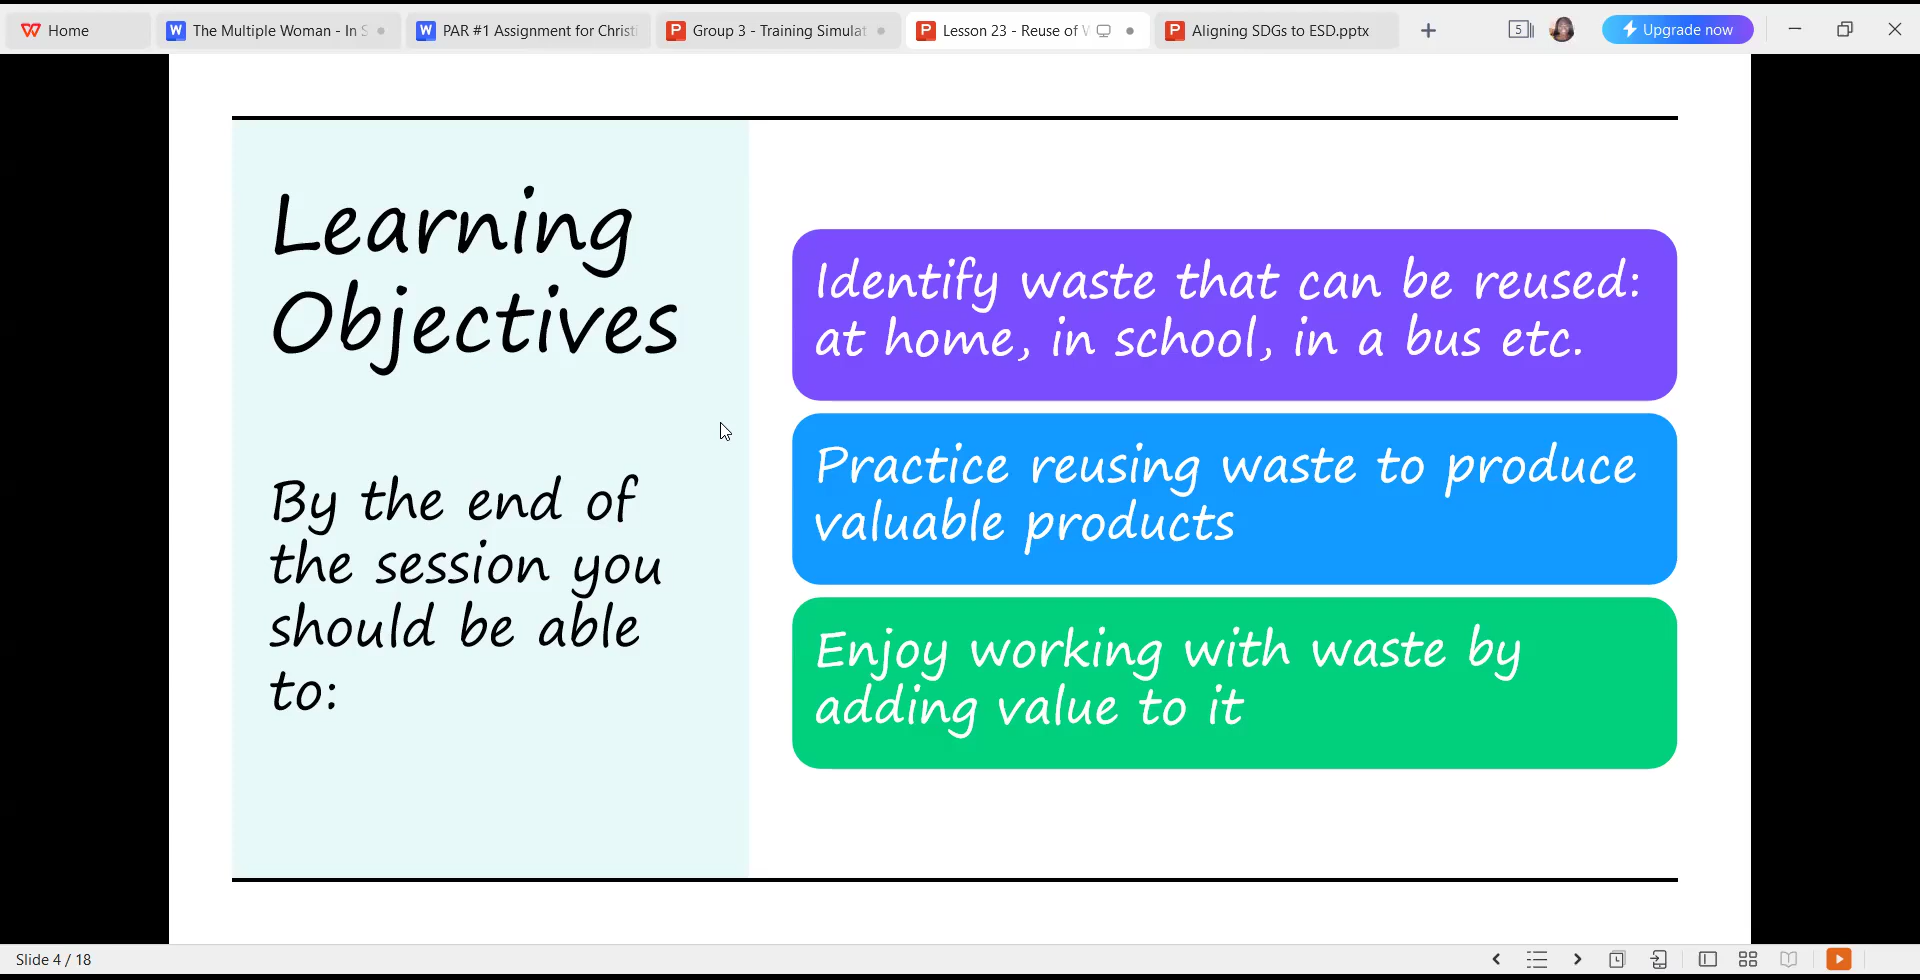 Home
The Multiple Woman - In S
PAR #1 Assignment for Christi
Group 3 - Training Simulat
Lesson 23 - Reuse of W
Aligning SDGs to ESD.pptx
5
Upgrade now
Learning
Objectives
By the end of
the session you
should be able
to:
Identify waste that can be reused:
at home, in school, in a bus etc.
Practice reusing waste to produce
valuable products
Enjoy working with waste by
adding value to it
Slide 4 / 18